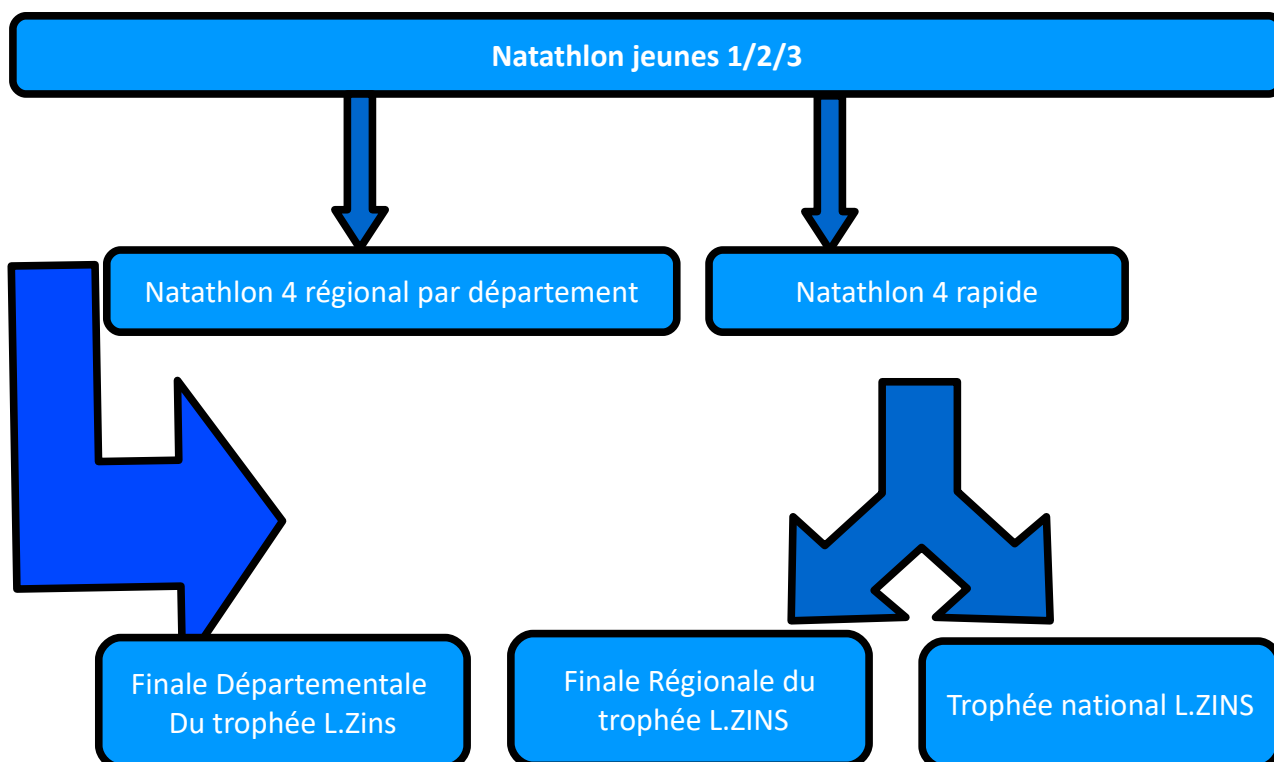 Natathlon jeunes 1/2/3
Natathlon 4 régional par département
Natathlon 4 rapide
Finale Départementale
Du trophée L.Zins
Finale Régionale du
trophée L.ZINS
Trophée national L.ZINS